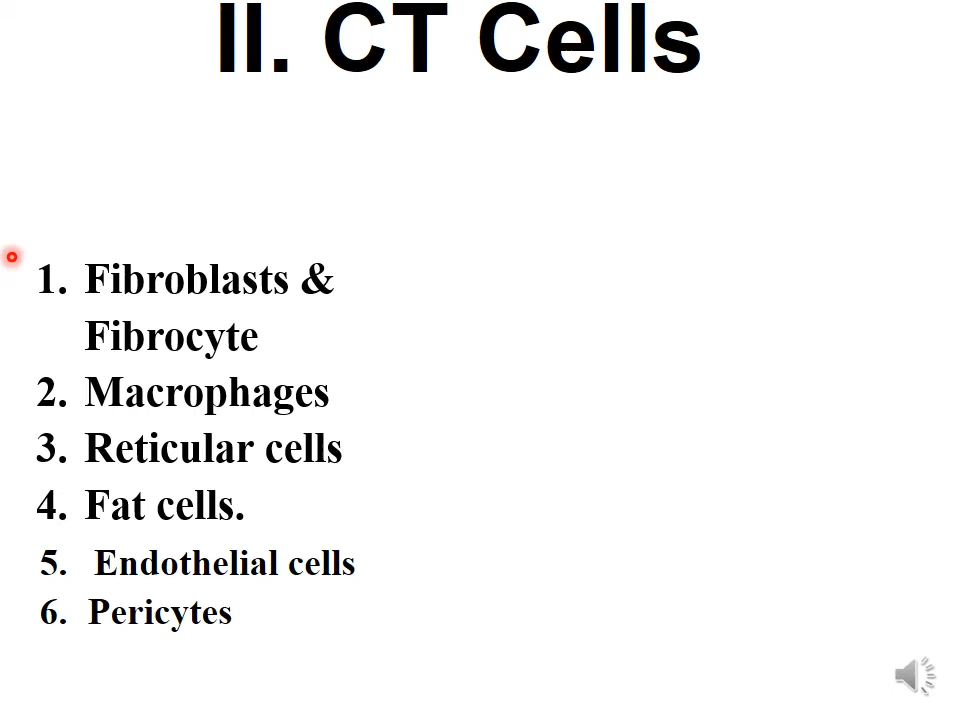 II. CT Cells
1. Fibroblasts &
Fibrocyte
2. Macrophages
3. Reticular cells
4. Fat cells.
5. Endothelial cells
6. Pericytes